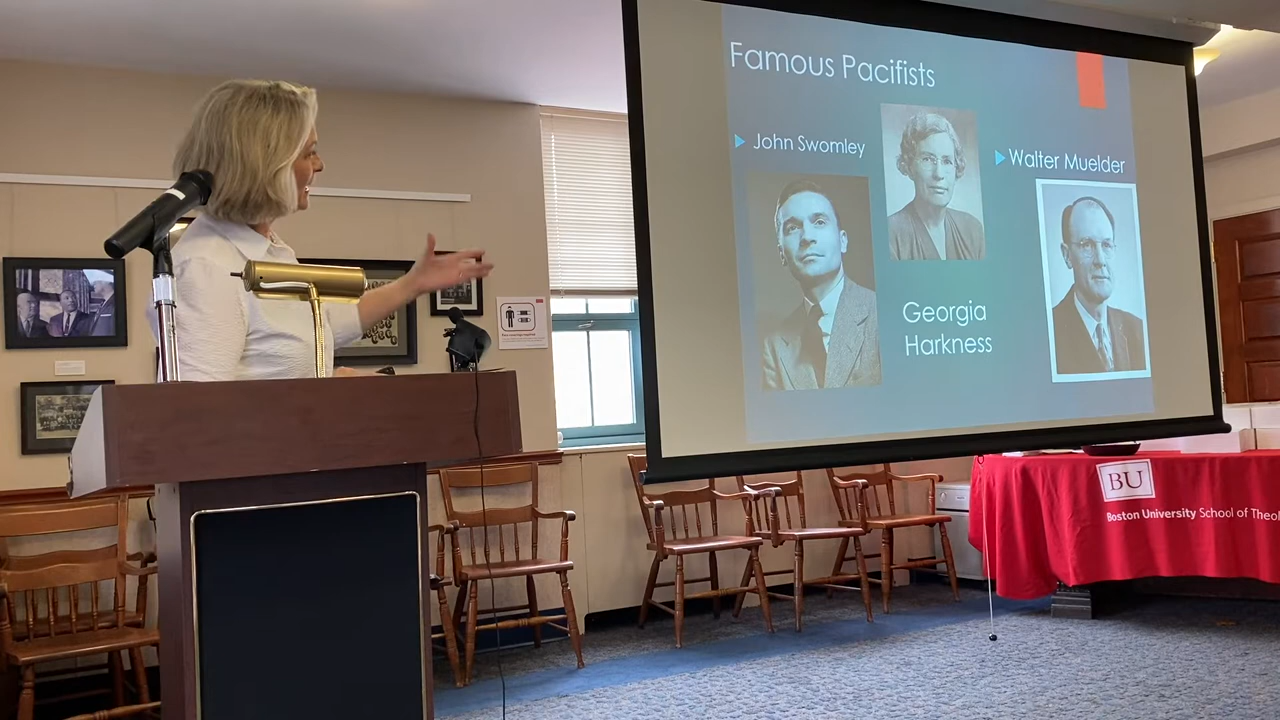 Famous Pacifists
John Swomley
Walter Muelder
Georgia
Harkness
BU
Boston University School of Theol